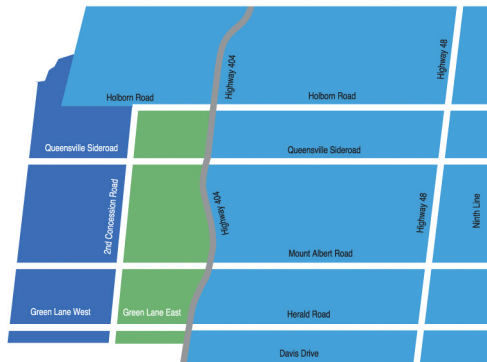 Highway 404
Highway 48
Holborn Road
Holborn Road
Queensville Sideroad
Queensville Sideroad
2nd Concession Road
Highway 404
Highway 48
Ninth Line
Mount Albert Road
Green Lane West
Green Lane East
Herald Road
Davis Drive